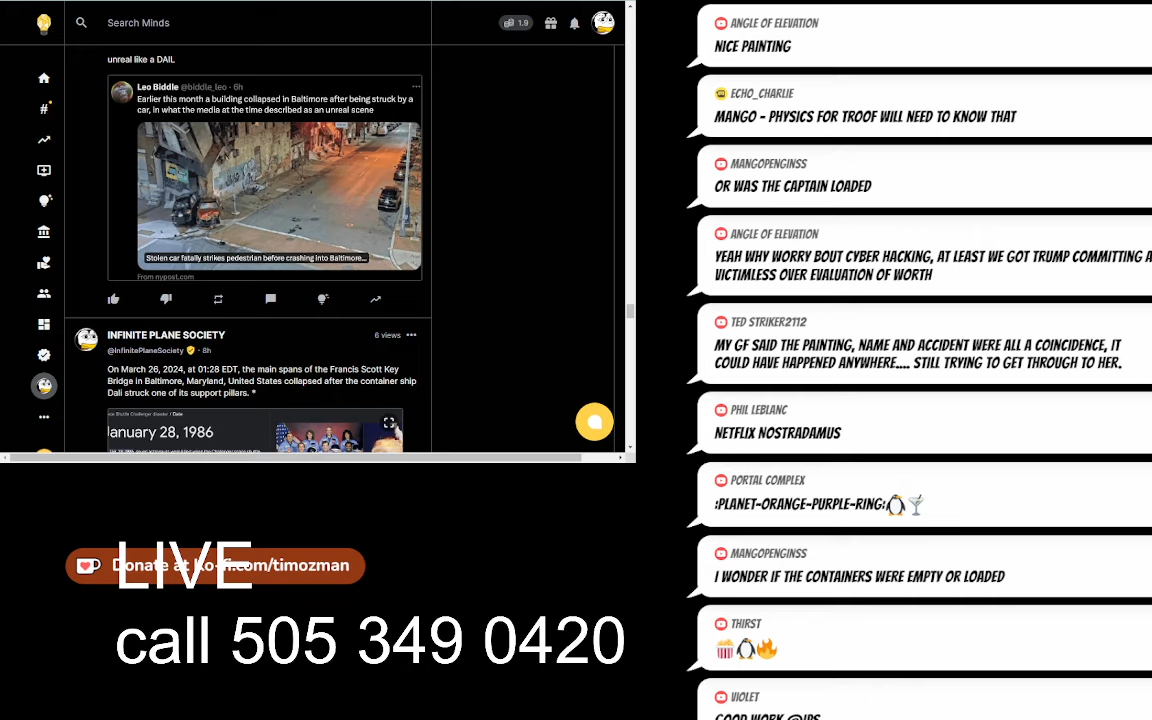 Search Minds
1.9
unreal like a DAIL
Leo Biddle @biddle_leo · 6h
Earlier this month a building collapsed in Baltimore after being struck by a
car, in what the media at the time described as an unreal scene
Stolen car fatally strikes pedestrian before crashing into Baltimore...
From nypost.com
INFINITE PLANE SOCIETY
6 views
@InfinitePlaneSociety · 8h
On March 26, 2024, at 01:28 EDT, the main spans of the Francis Scott Key
Bridge in Baltimore, Maryland, United States collapsed after the container ship
Dali struck one of its support pillars. *
ce Shuttle Challenger disaster / Date
January 28, 1986
LIVE
Donate at ko-fi.com/timozman
call 505 349 0420
ANGLE OF ELEVATION
NICE PAINTING
ECHO_CHARLIE
MANGO - PHYSICS FOR TROOF WILL NEED TO KNOW THAT
MANGOPENGINSS
OR WAS THE CAPTAIN LOADED
ANGLE OF ELEVATION
YEAH WHY WORRY BOUT CYBER HACKING, AT LEAST WE GOT TRUMP COMMITTING A
VICTIMLESS OVER EVALUATION OF WORTH
TED STRIKER2112
MY GF SAID THE PAINTING, NAME AND ACCIDENT WERE ALL A COINCIDENCE, IT
COULD HAVE HAPPENED ANYWHERE.... STILL TRYING TO GET THROUGH TO HER.
PHIL LEBLANC
NETFLIX NOSTRADAMUS
PORTAL COMPLEX
:PLANET-ORANGE-PURPLE-RING:🐧🍸
MANGOPENGINSS
I WONDER IF THE CONTAINERS WERE EMPTY OR LOADED
THIRST
🍿🐧🔥
VIOLET
GOOD WORK @IPS